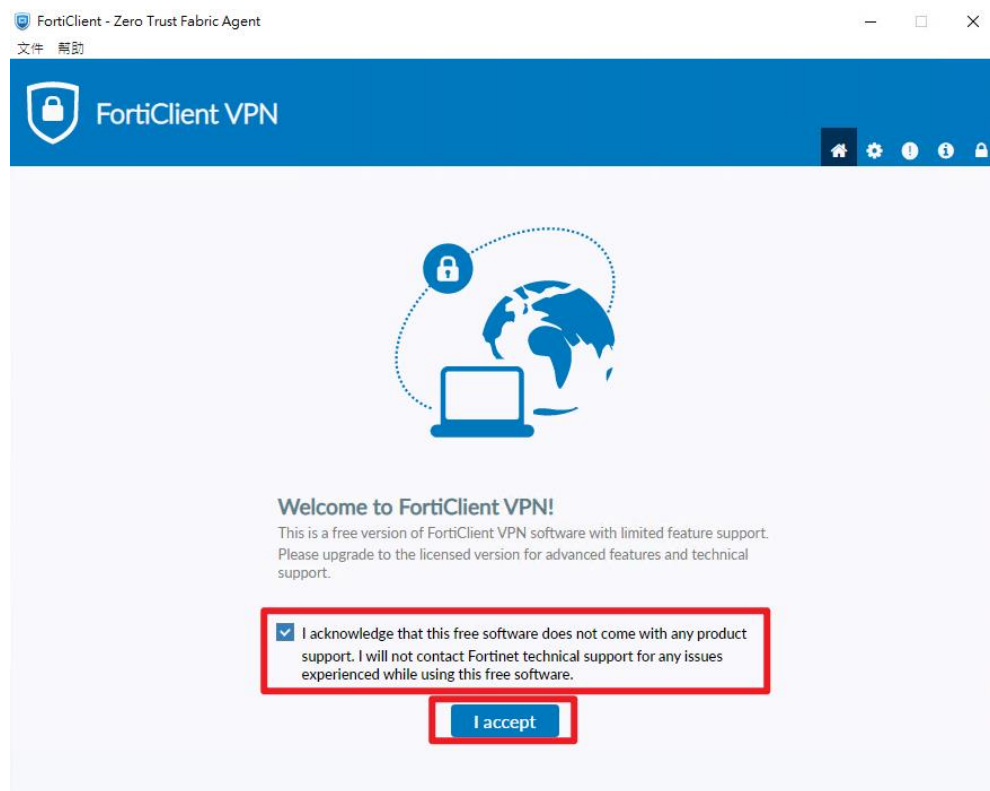 FortiClient - Zero Trust Fabric Agent
文件 幫助
FortiClient VPN
Welcome to FortiClient VPN!
This is a free version of FortiClient VPN software with limited feature support.
Please upgrade to the licensed version for advanced features and technical
support.
I acknowledge that this free software does not come with any product
support. I will not contact Fortinet technical support for any issues
experienced while using this free software.
I accept